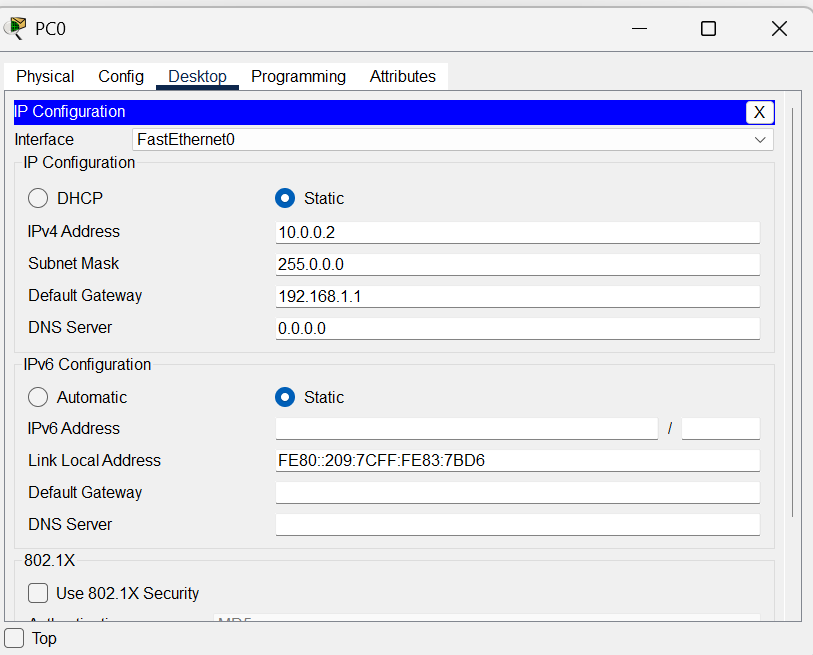 PC0
Physical Config Desktop Programming Attributes
IP Configuration X
Interface FastEthernet0
IP Configuration
DHCP Static
IPv4 Address 10.0.0.2
Subnet Mask 255.0.0.0
Default Gateway 192.168.1.1
DNS Server 0.0.0.0
IPv6 Configuration
Automatic Static
IPv6 Address /
Link Local Address FE80::209:7CFF:FE83:7BD6
Default Gateway
DNS Server
802.1X
Use 802.1X Security
Top